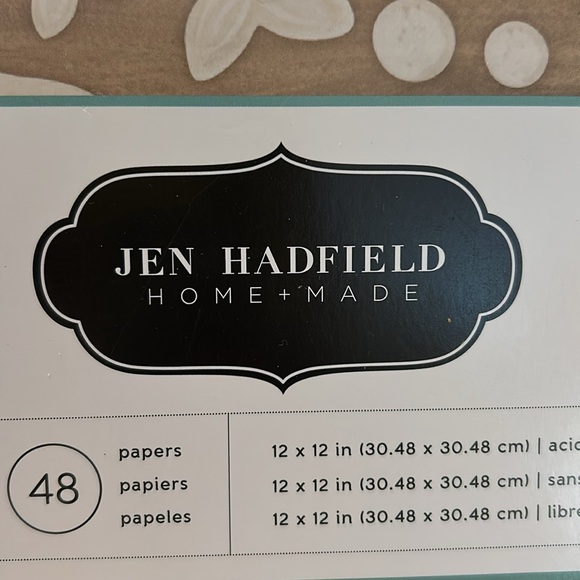 JEN HADFIELD
HOME+MADE
48
papers
papiers
papeles
12 x 12 in (30.48 x 30.48 cm) |
12 x 12 in (30.48 x 30.48 cm) | sans
12 x 12 in (30.48 x 30.48 cm) |